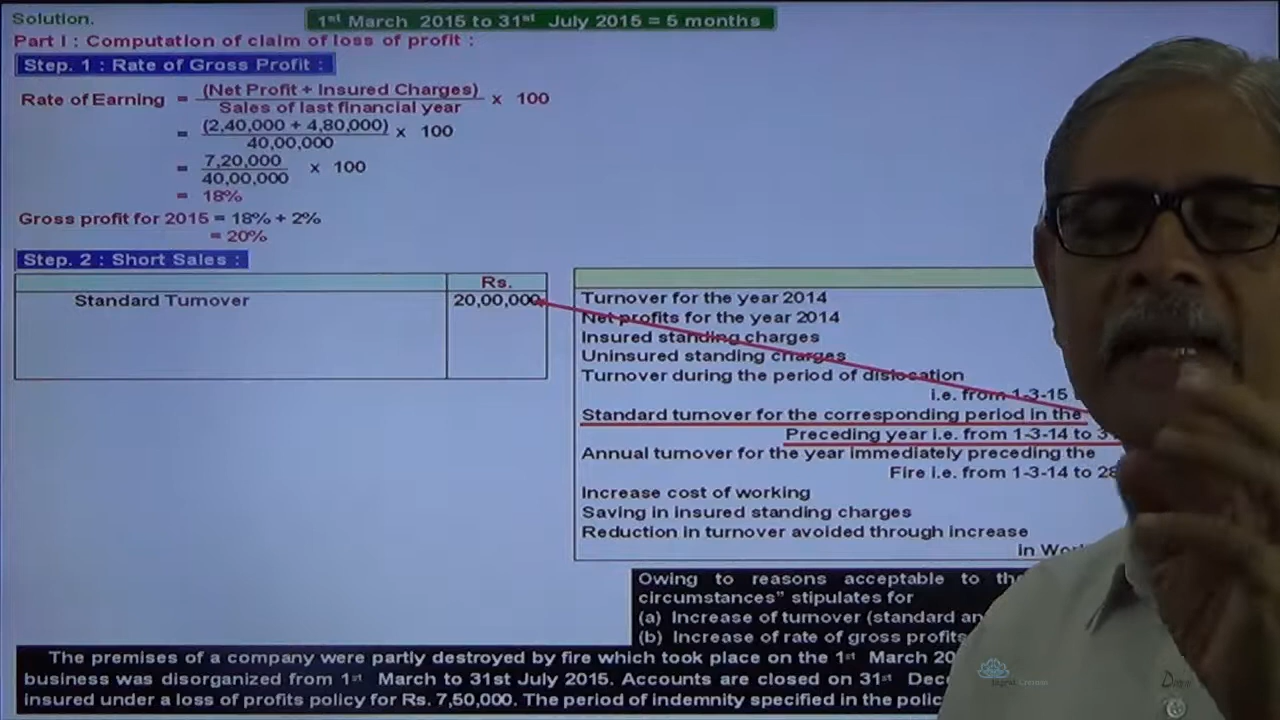 Solution.
1st March 2015 to 31st July 2015 = 5 months
Part I : Computation of claim of loss of profit :
Step. 1 : Rate of Gross Profit :
Rate of Earning = (Net Profit + Insured Charges) / Sales of last financial year x 100
= (2,40,000 + 4,80,000) / 40,00,000 x 100
= 7,20,000 / 40,00,000 x 100
= 18%
Gross profit for 2015 = 18% + 2%
= 20%
Step. 2 : Short Sales :
Rs.
Standard Turnover 20,00,000
Turnover for the year 2014
Net profits for the year 2014
Insured standing charges
Uninsured standing charges
Turnover during the period of dislocation
i.e. from 1-3-15
Standard turnover for the corresponding period in the
Preceding year i.e. from 1-3-14 to
Annual turnover for the year immediately preceding the
Fire i.e. from 1-3-14 to 28
Increase cost of working
Saving in insured standing charges
Reduction in turnover avoided through increase
in
Owing to reasons acceptable to
circumstances" stipulates for
(a) Increase of turnover (standard
(b) Increase of rate of gross profits
The premises of a company were partly destroyed by fire which took place on the 1st March
business was disorganized from 1st March to 31st July 2015. Accounts are closed on 31st
insured under a loss of profits policy for Rs. 7,50,000. The period of indemnity specified in the